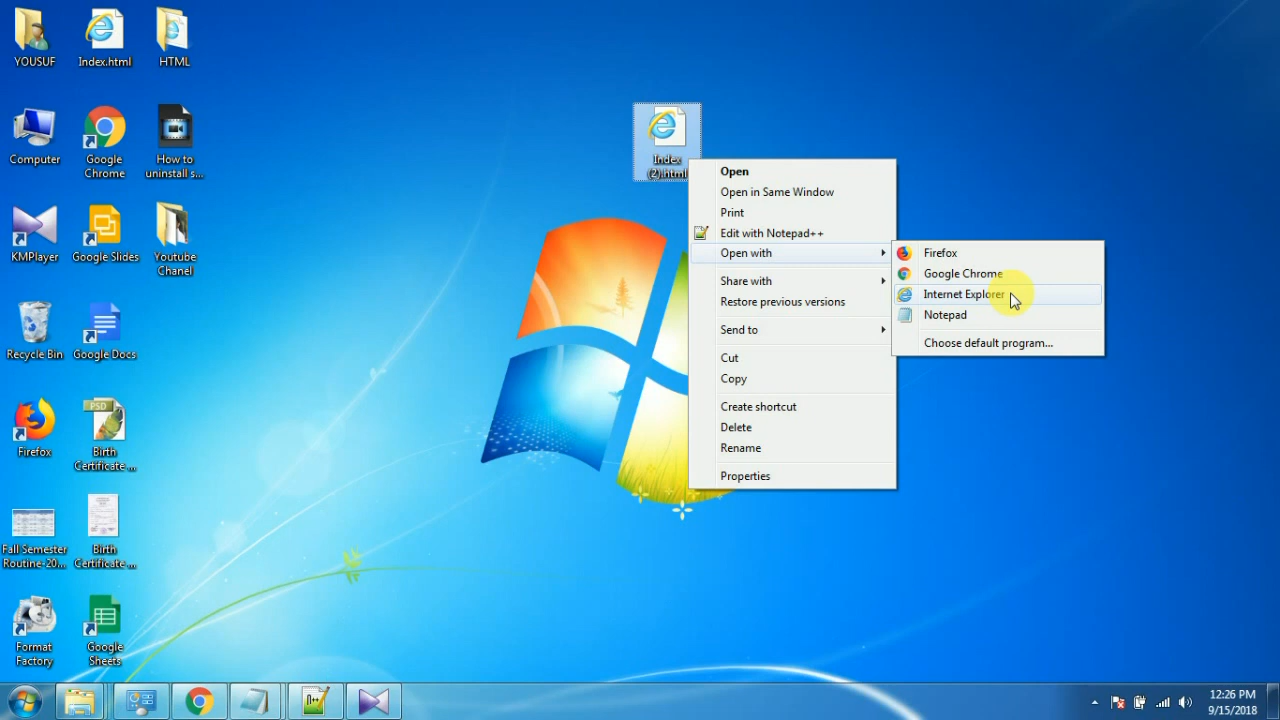 YOUSUF
Index.html
HTML
Computer
Google
Chrome
How to
uninstall s...
KMPlayer
Google Slides
Youtube
Chanel
Recycle Bin
Google Docs
Firefox
PSD
Birth
Certificate ...
Fall Semester
Routine-20...
Birth
Certificate ...
Format
Factory
Google
Sheets
Index
(2).html
Open
Open in Same Window
Print
Edit with Notepad++
Open with
Share with
Restore previous versions
Send to
Cut
Copy
Create shortcut
Delete
Rename
Properties
Firefox
Google Chrome
Internet Explorer
Notepad
Choose default program...
12:26 PM
9/15/2018